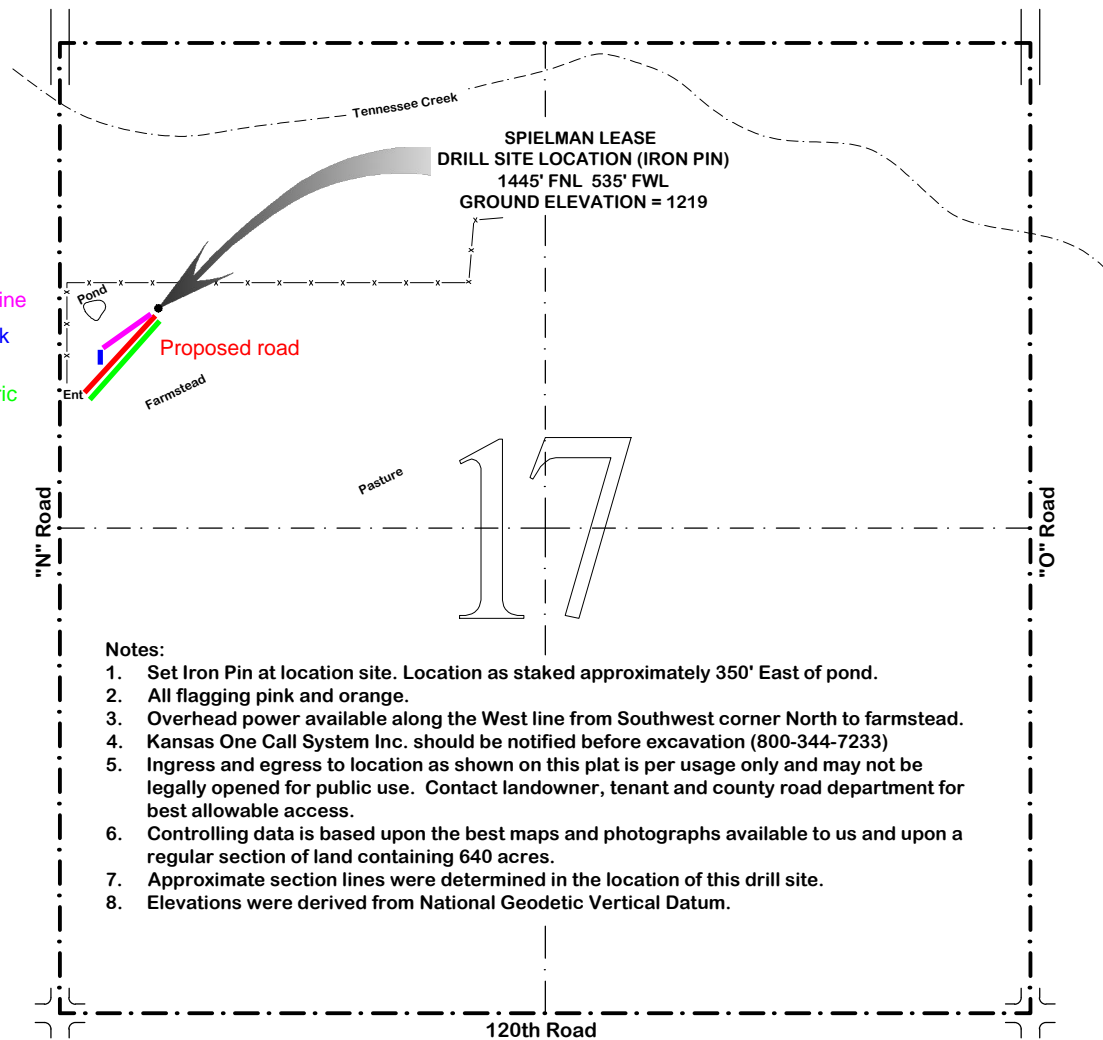 Tennessee Creek
SPIELMAN LEASE
DRILL SITE LOCATION (IRON PIN)
1445' FNL 535' FWL
GROUND ELEVATION = 1219
Pond
ine
k
Proposed road
ric
Ent
Farmstead
Pasture
17
"N" Road
"O" Road
Notes:
1. Set Iron Pin at location site. Location as staked approximately 350' East of pond.
2. All flagging pink and orange.
3. Overhead power available along the West line from Southwest corner North to farmstead.
4. Kansas One Call System Inc. should be notified before excavation (800-344-7233)
5. Ingress and egress to location as shown on this plat is per usage only and may not be
legally opened for public use. Contact landowner, tenant and county road department for
best allowable access.
6. Controlling data is based upon the best maps and photographs available to us and upon a
regular section of land containing 640 acres.
7. Approximate section lines were determined in the location of this drill site.
8. Elevations were derived from National Geodetic Vertical Datum.
120th Road